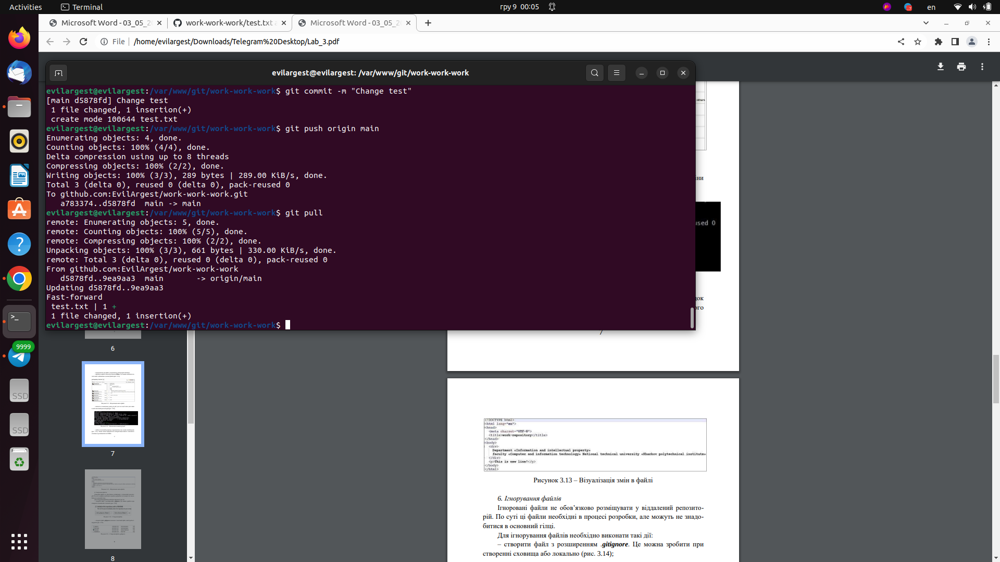 Activities
Terminal
гру 9 00:05
en
Microsoft Word - 03_05_2
work-work-work/test.txt
Microsoft Word - 03_05_2
File
/home/evilargest/Downloads/Telegram%20Desktop/Lab_3.pdf
evilargest@evilargest: /var/www/git/work-work-work
evilargest@evilargest:/var/www/git/work-work-work$ git commit -m "Change test"
[main d5878fd] Change test
1 file changed, 1 insertion(+)
create mode 100644 test.txt
evilargest@evilargest:/var/www/git/work-work-work$ git push origin main
Enumerating objects: 4, done.
Counting objects: 100% (4/4), done.
Delta compression using up to 8 threads
Compressing objects: 100% (2/2), done.
Writing objects: 100% (3/3), 289 bytes | 289.00 KiB/s, done.
Total 3 (delta 0), reused 0 (delta 0), pack-reused 0
To github.com:EvilArgest/work-work-work.git
a783374..d5878fd  main -> main
evilargest@evilargest:/var/www/git/work-work-work$ git pull
remote: Enumerating objects: 5, done.
remote: Counting objects: 100% (5/5), done.
remote: Compressing objects: 100% (2/2), done.
Unpacking objects: 100% (3/3), 661 bytes | 330.00 KiB/s, done.
remote: Total 3 (delta 0), reused 0 (delta 0), pack-reused 0
From github.com:EvilArgest/work-work-work
d5878fd..9ea9aa3  main       -> origin/main
Updating d5878fd..9ea9aa3
Fast-forward
test.txt | 1 +
1 file changed, 1 insertion(+)
evilargest@evilargest:/var/www/git/work-work-work$
used 0
9999
SSD
SSD
6
7
8
7
<!DOCTYPE html>
<html lang="en">
<head>
<meta charset="UTF-8">
<title>work-repository</title>
</head>
<body>
<div>
Department «Information and intellectual property»
faculty «Computer and information technology» National technical university «Kharkov polytechnical institute»
</div>
<p>This is new line!</p>
</body>
</html>
Рисунок 3.13 – Візуалізація змін в файлі
6. Ігнорування файлів
Ігноровані файли не обов’язково розміщувати у віддалений репозито-
рій. По суті ці файли необхідні в процесі розробки, але можуть не знадо-
битися в основний гілці.
Для ігнорування файлів необхідно виконати такі дії:
– створити файл з розширенням .gitignore. Це можна зробити при
створенні сховища або локально (рис. 3.14);